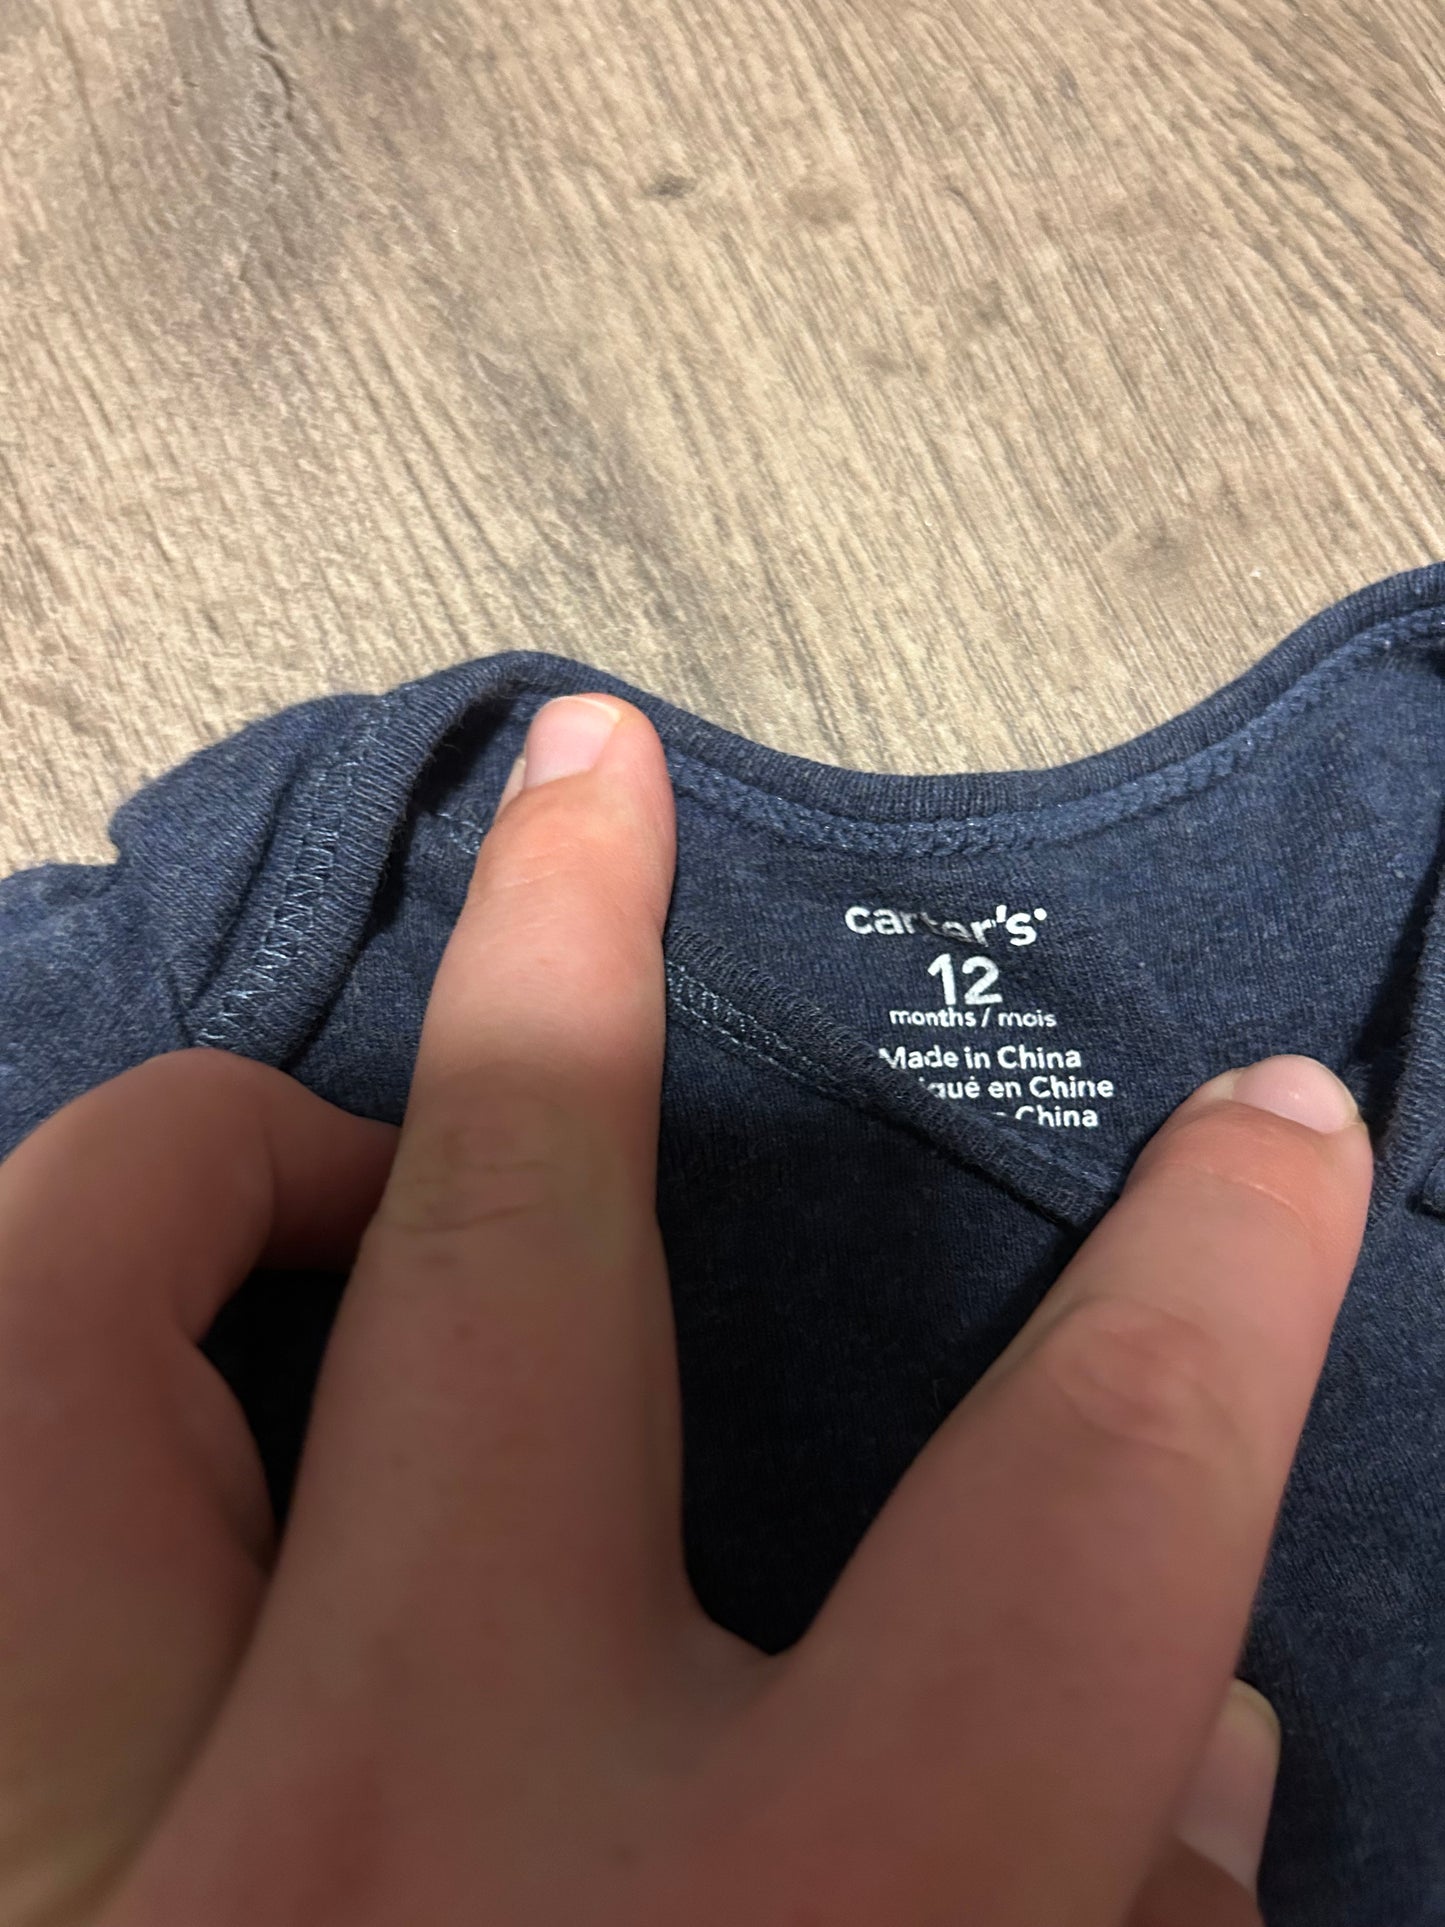 carter's
12
months / mois
Made in China
en Chine
China